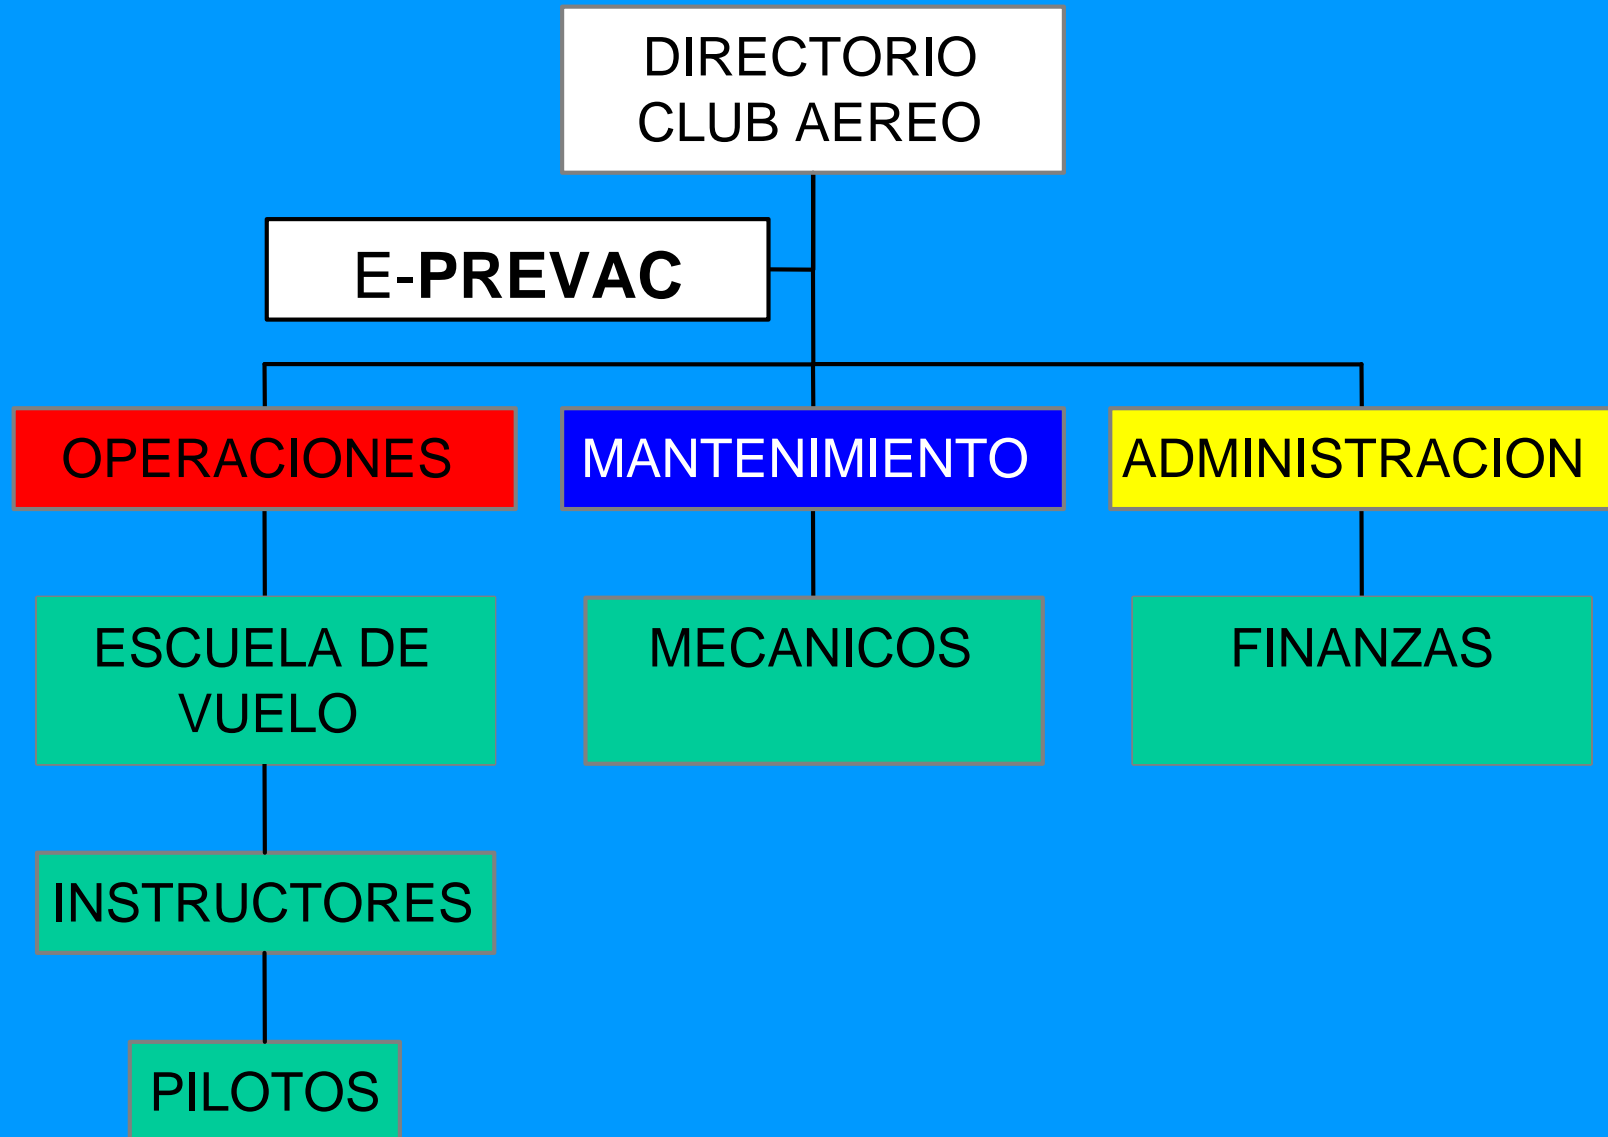 DIRECTORIO
CLUB AEREO
E-PREVAC
OPERACIONES
MANTENIMIENTO
ADMINISTRACION
ESCUELA DE
VUELO
MECANICOS
FINANZAS
INSTRUCTORES
PILOTOS